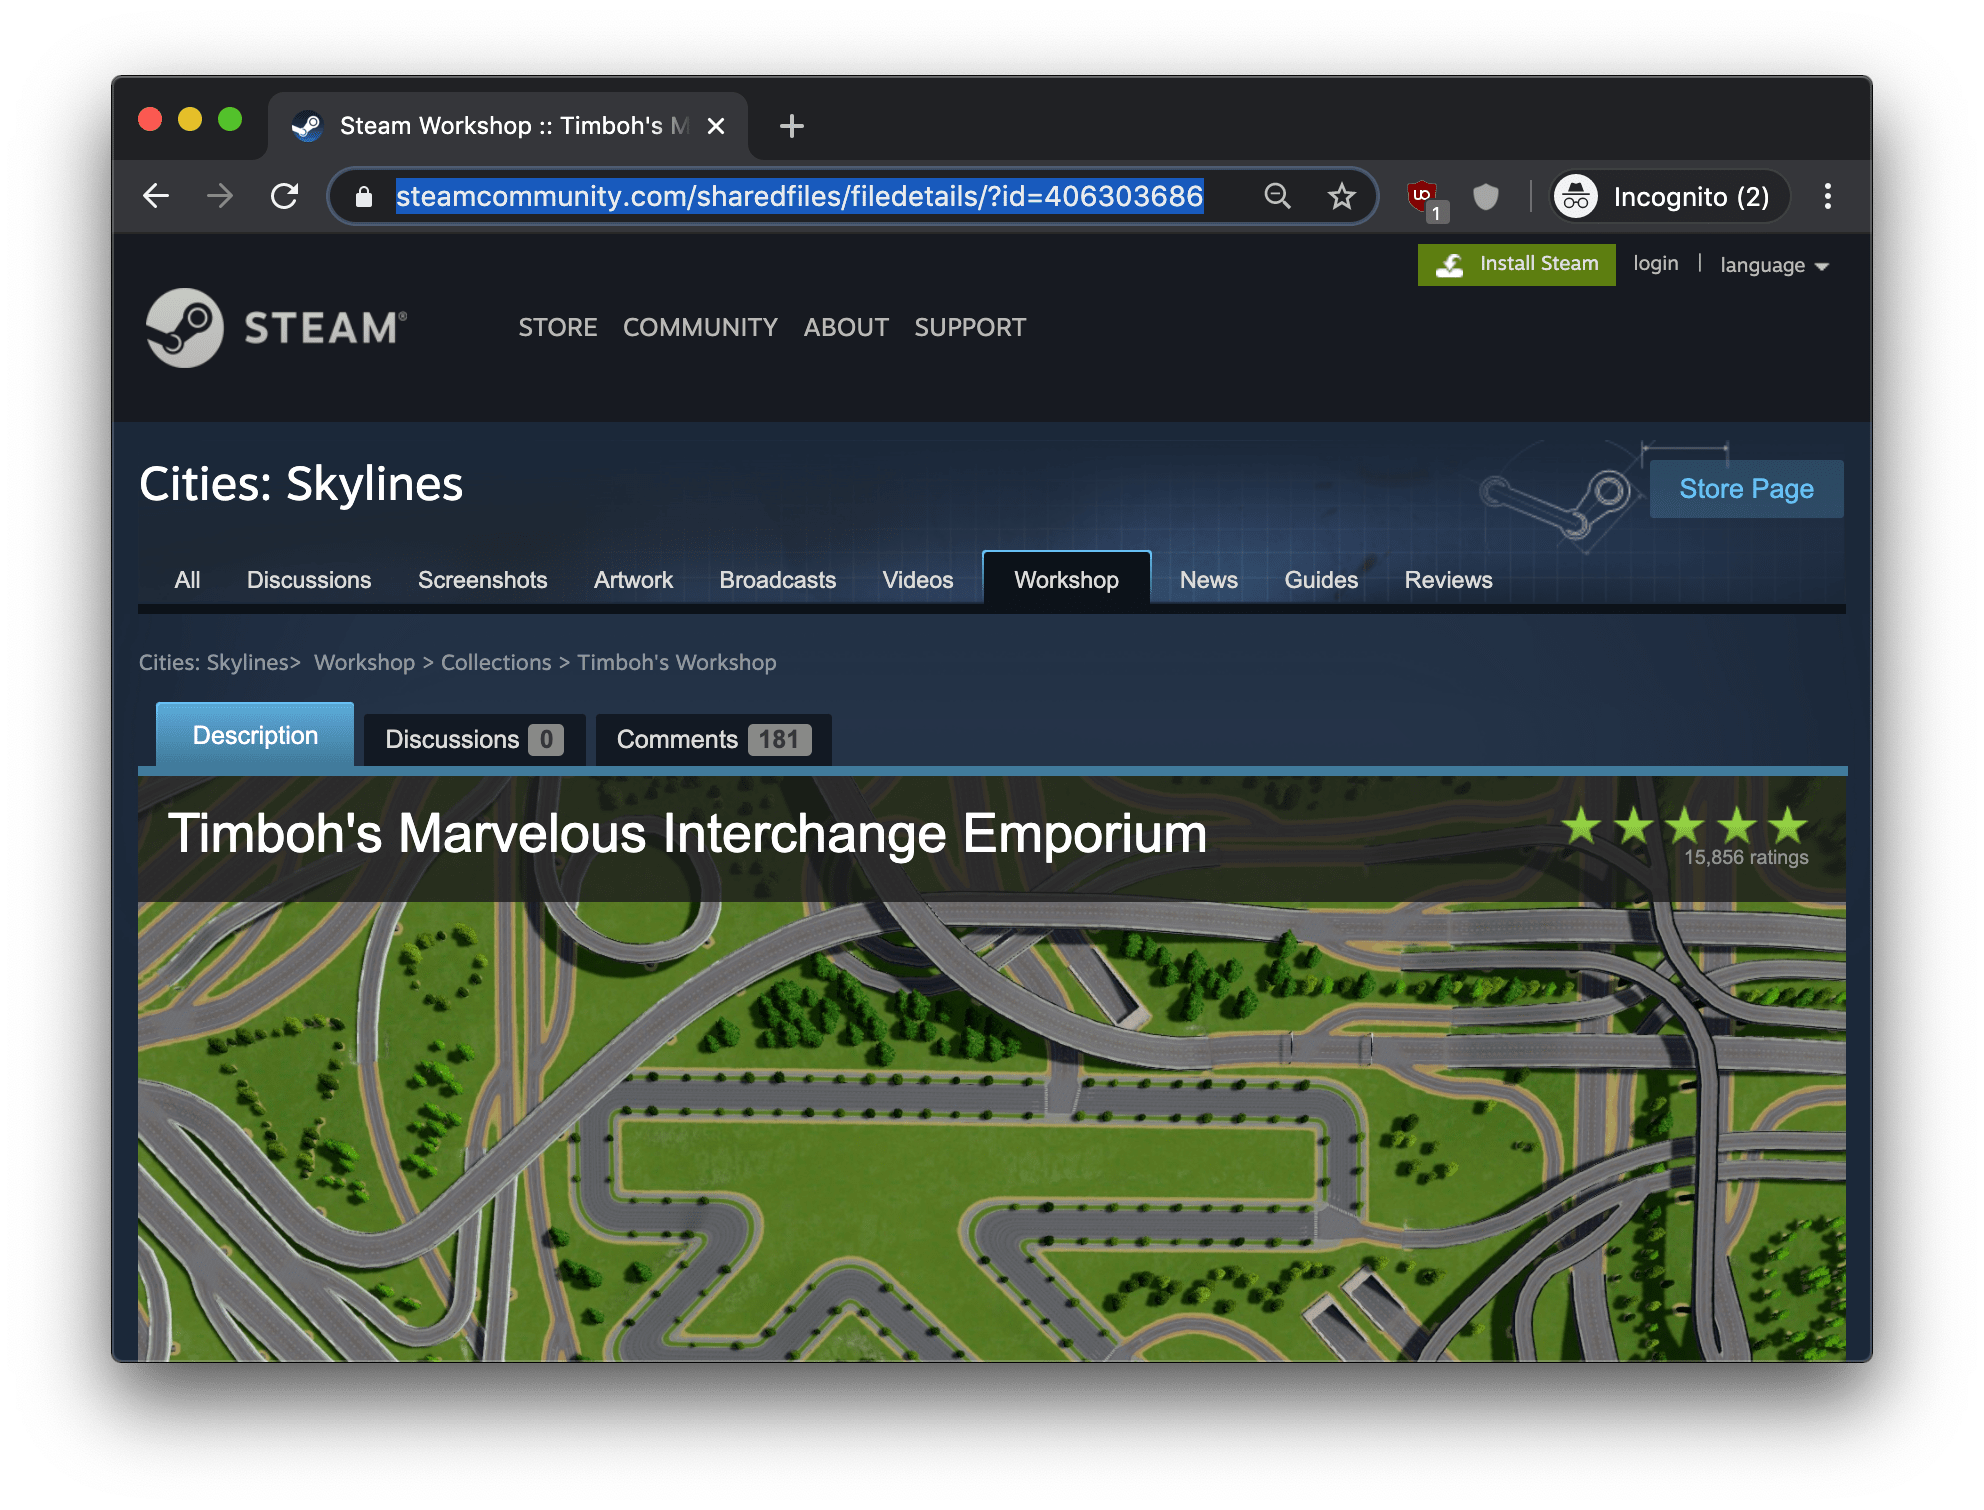 Steam Workshop :: Timboh's M
steamcommunity.com/sharedfiles/filedetails/?id=406303686
1
Incognito (2)
Install Steam
login
language
STEAM®
STORE
COMMUNITY
ABOUT
SUPPORT
Cities: Skylines
Store Page
All
Discussions
Screenshots
Artwork
Broadcasts
Videos
Workshop
News
Guides
Reviews
Cities: Skylines> Workshop > Collections > Timboh's Workshop
Description
Discussions 0
Comments 181
Timboh's Marvelous Interchange Emporium
15,856 ratings